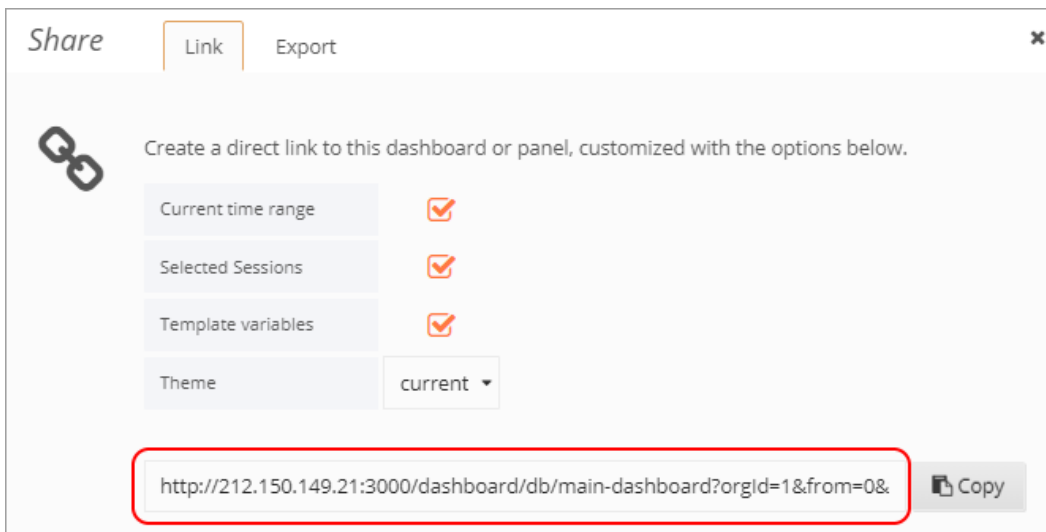 Share Link Export
Create a direct link to this dashboard or panel, customized with the options below.
Current time range
Selected Sessions
Template variables
Theme current
http://212.150.149.21:3000/dashboard/db/main-dashboard?orgId=1&from=0& Copy